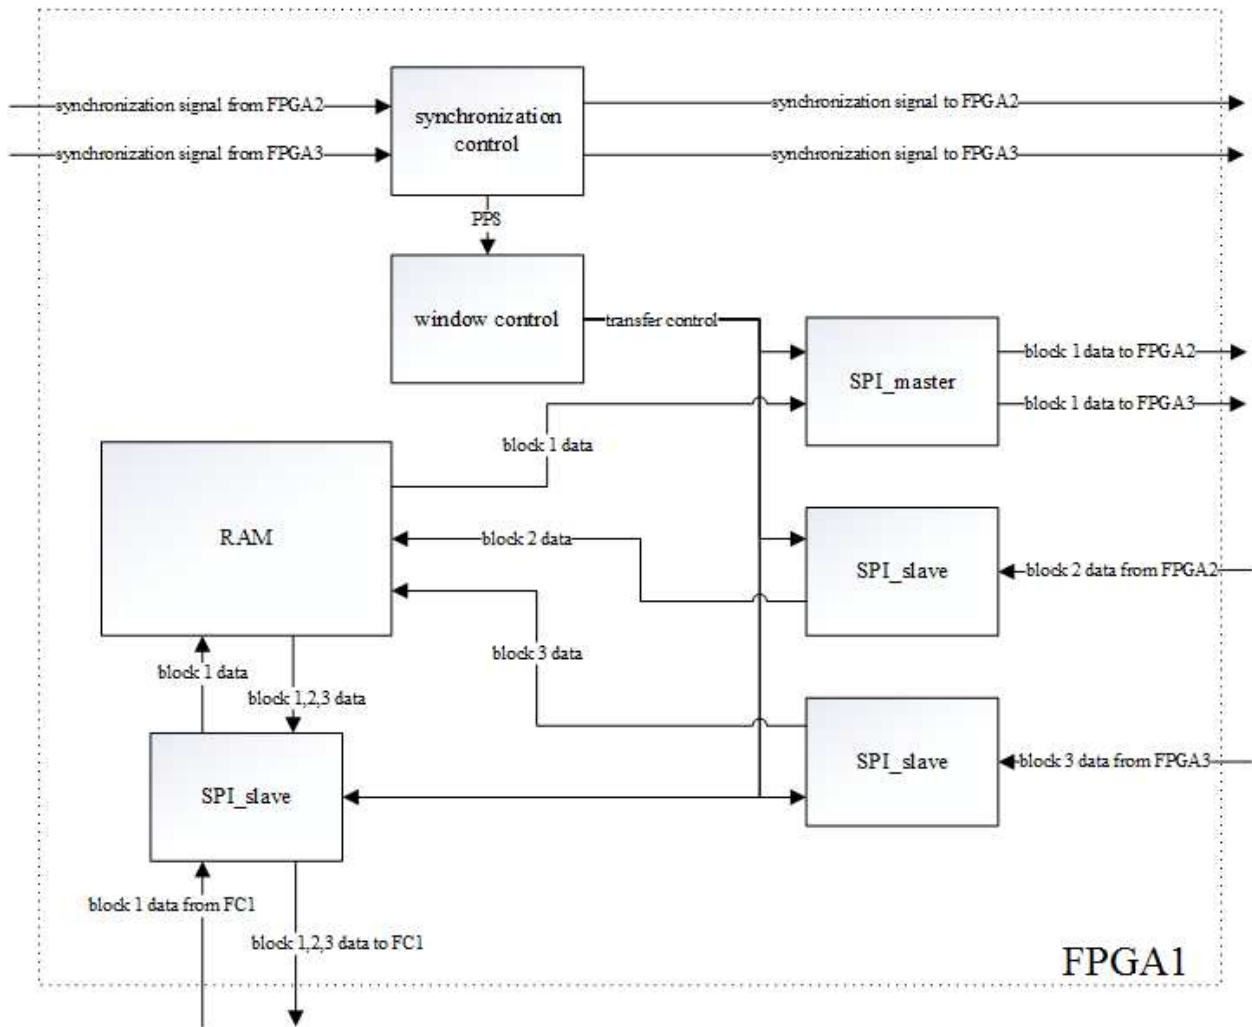 synchronization signal from FPGA2
synchronization signal to FPGA2
synchronization
control
synchronization signal from FPGA3
synchronization signal to FPGA3
PPS
window control
transfer control
SPI_master
block 1 data to FPGA2
block 1 data to FPGA3
block 1 data
RAM
block 2 data
SPI_slave
block 2 data from FPGA2
block 3 data
block 1 data
block 1,2,3 data
SPI_slave
block 3 data from FPGA3
SPI_slave
block 1 data from FC1
block 1,2,3 data to FC1
FPGA1